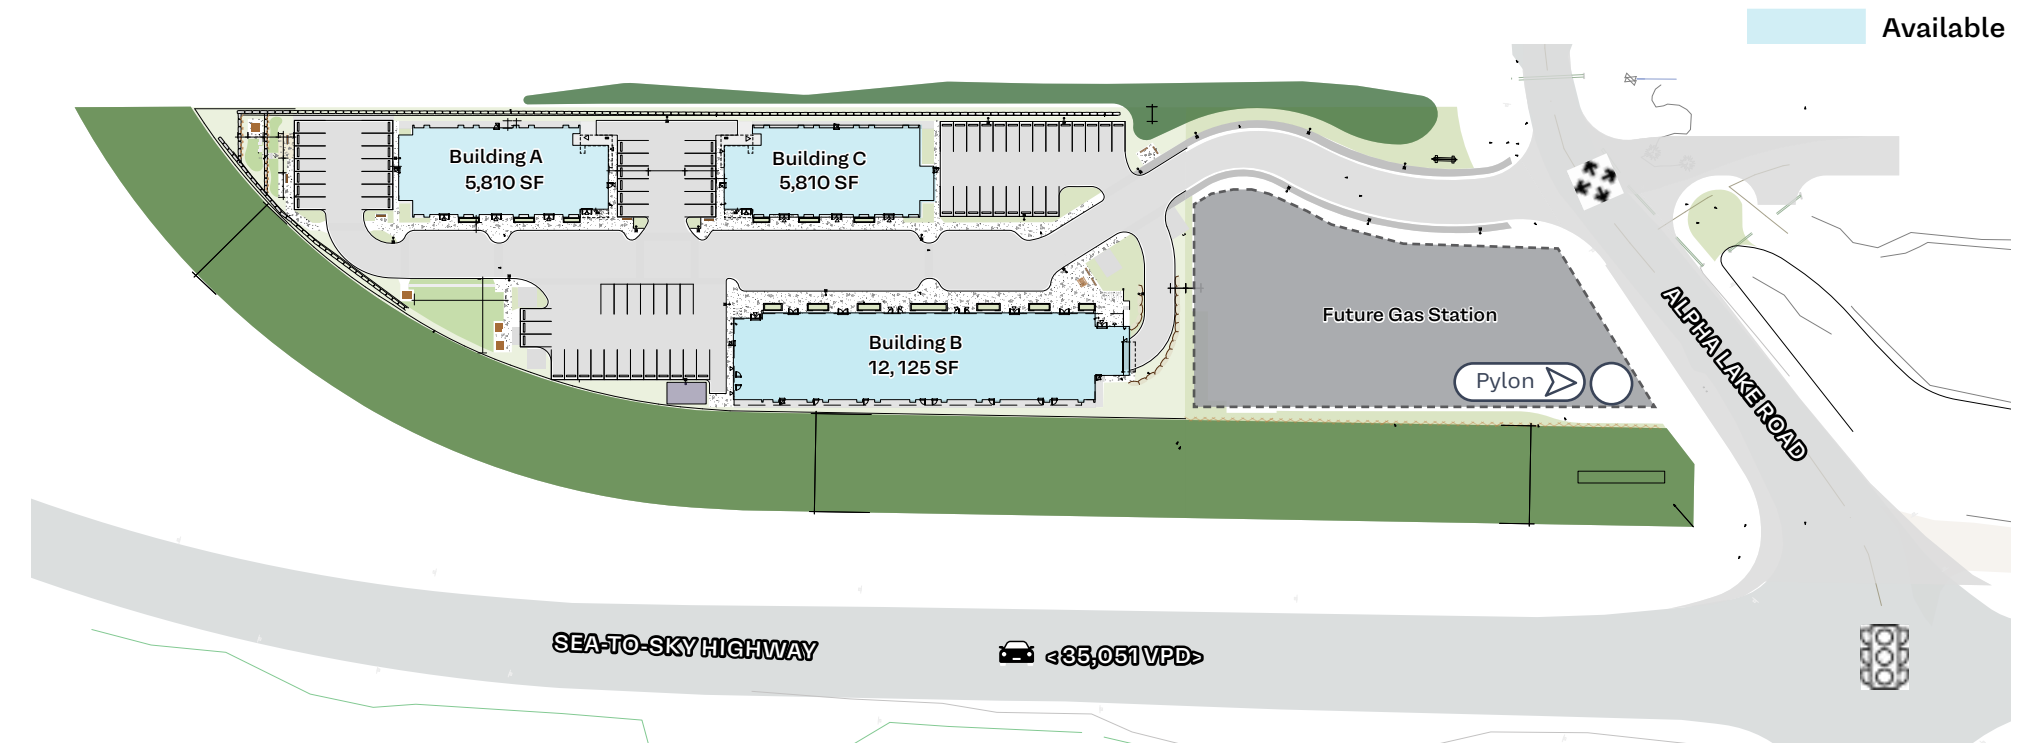 Available
Building A
5,810 SF
Building C
5,810 SF
Future Gas Station
Building B
12, 125 SF
Pylon
ALPHA LAKE ROAD
SEA-TO-SKY HIGHWAY
<35,051 VPD>